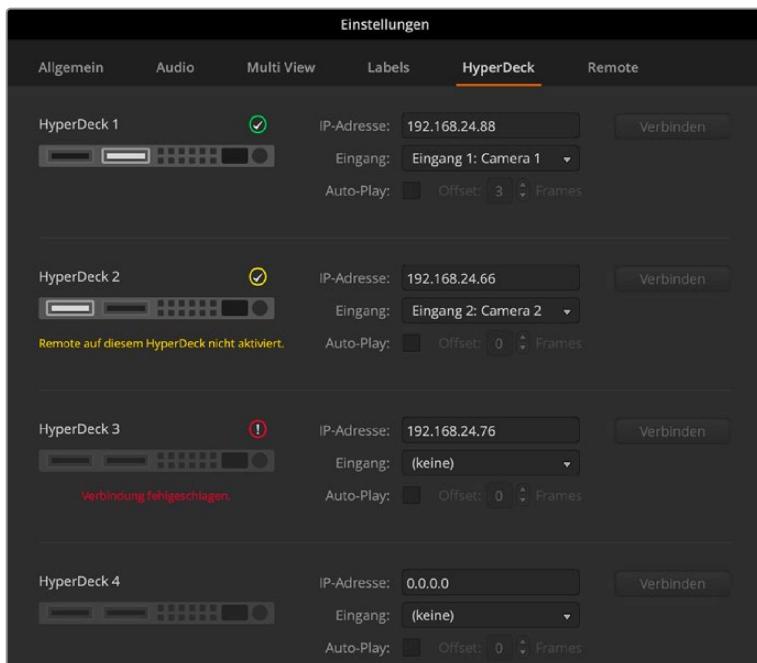 Einstellungen
Allgemein Audio Multi View Labels HyperDeck Remote
HyperDeck 1 IP-Adresse: 192.168.24.88 Verbinden
Eingang: Eingang 1: Camera 1
Auto-Play: Offset: 3 Frames
HyperDeck 2 IP-Adresse: 192.168.24.66 Verbinden
Eingang: Eingang 2: Camera 2
Remote auf diesem HyperDeck nicht aktiviert. Auto-Play: Offset: 0 Frames
HyperDeck 3 IP-Adresse: 192.168.24.76 Verbinden
Eingang: (keine)
Verbindung fehlgeschlagen. Auto-Play: Offset: 0 Frames
HyperDeck 4 IP-Adresse: 0.0.0.0 Verbinden
Eingang: (keine)
Auto-Play: Offset: 0 Frames